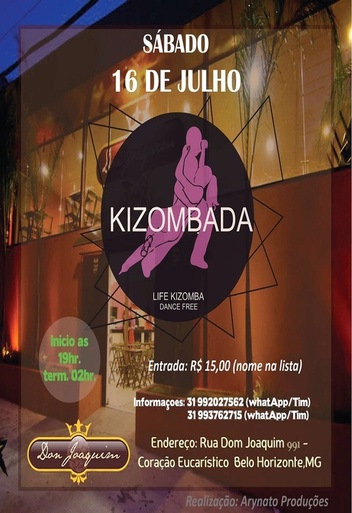 SÁBADO
16 DE JULHO
KIZOMBADA
LIFE KIZOMBA
DANCE FREE
Inicio as
19hr.
term. 02hr.
Entrada: R$ 15,00 (nome na lista)
Informaçoes: 31 992027562 (whatApp/Tim)
31 993762715 (whatApp/Tim)
Don Joaquim
Endereço: Rua Dom Joaquim 991 –
Coração Eucarístico Belo Horizonte,MG
Realização: Arynato Produções